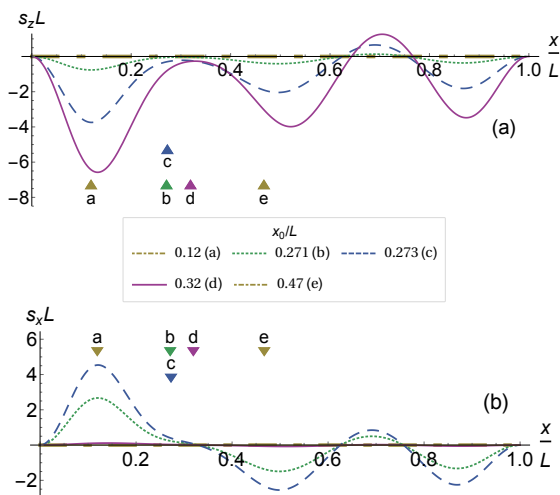 s_z L
x/L
0.2 0.4 0.6 0.8 1.0
-2
-4
-6
-8
(a)
c
a b d e
x_0/L
0.12 (a) 0.271 (b) 0.273 (c)
0.32 (d) 0.47 (e)
s_x L
6
4
2
-2
a b d e
c
(b)
x/L
0.2 0.4 0.6 0.8 1.0